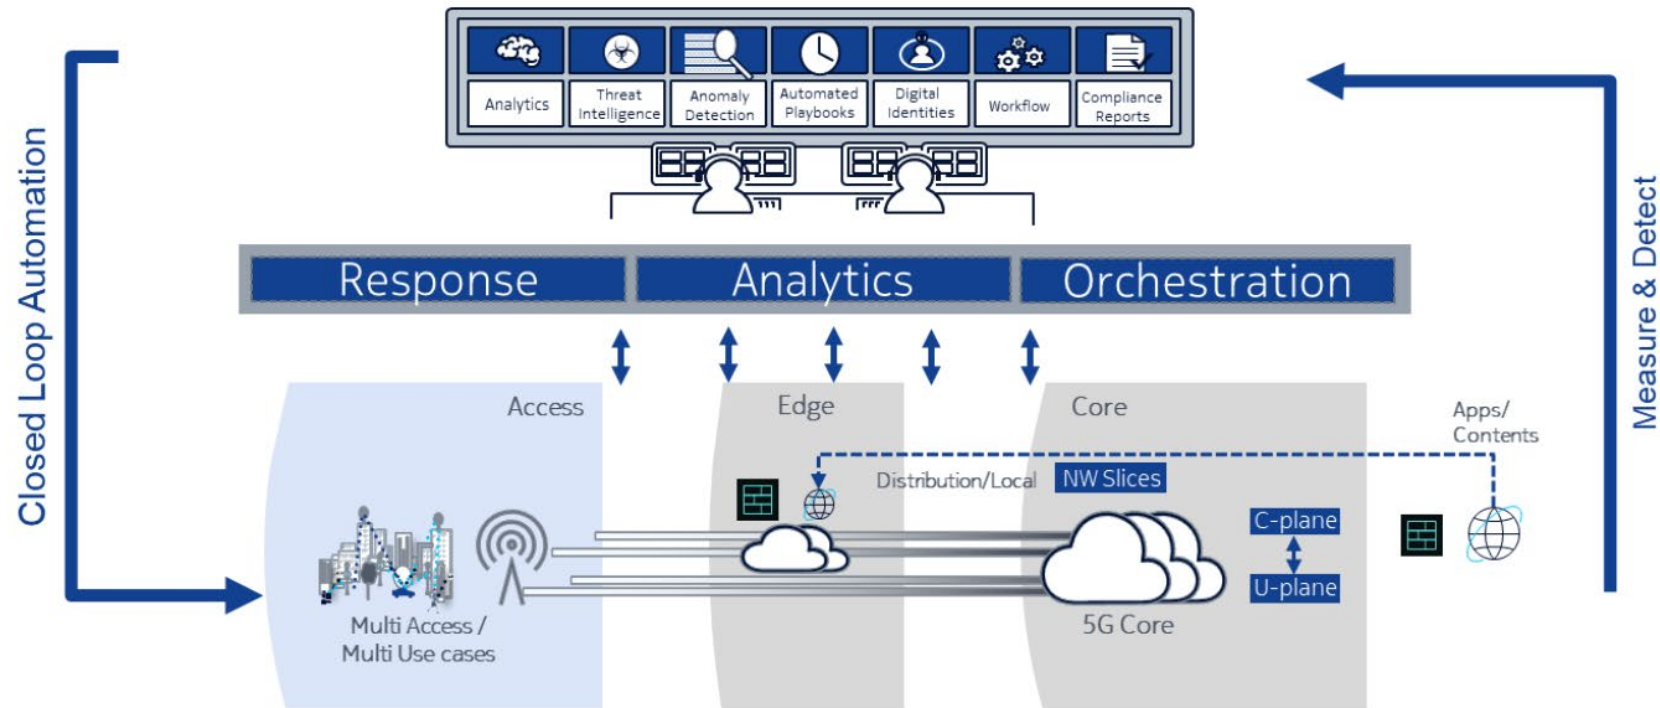 Analytics
Threat
Intelligence
Anomaly
Detection
Automated
Playbooks
Digital
Identities
Workflow
Compliance
Reports
Closed Loop Automation
Measure & Detect
Response
Analytics
Orchestration
Access
Edge
Core
Apps/
Contents
Distribution/Local
NW Slices
C-plane
U-plane
Multi Access /
Multi Use cases
5G Core